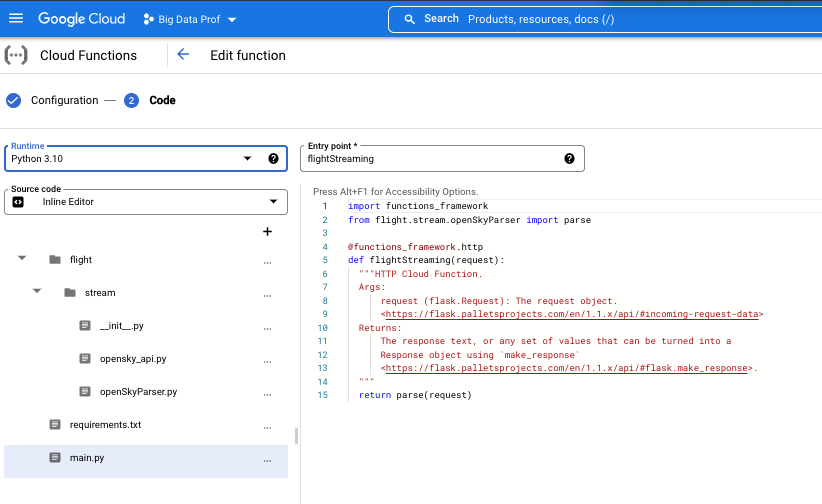 Google Cloud
Big Data Prof
Search Products, resources, docs (/)
Cloud Functions
Edit function
Configuration
2 Code
Runtime
Python 3.10
Entry point *
flightStreaming
Source code
Inline Editor
+
flight ...
stream ...
__init__.py ...
opensky_api.py ...
openSkyParser.py ...
requirements.txt ...
main.py ...
Press Alt+F1 for Accessibility Options.
1 import functions_framework
2 from flight.stream.openSkyParser import parse
3
4 @functions_framework.http
5 def flightStreaming(request):
6 """HTTP Cloud Function.
7 Args:
8 request (flask.Request): The request object.
9 <https://flask.palletsprojects.com/en/1.1.x/api/#incoming-request-data>
10 Returns:
11 The response text, or any set of values that can be turned into a
12 Response object using `make_response`
13 <https://flask.palletsprojects.com/en/1.1.x/api/#flask.make_response>.
14 """
15 return parse(request)